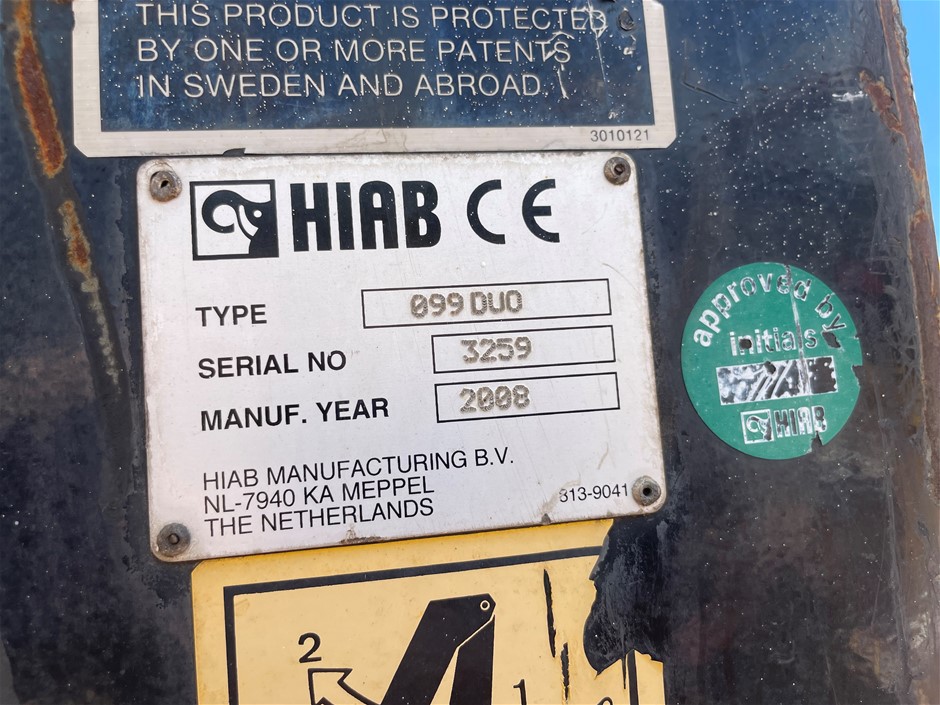 THIS PRODUCT IS PROTECTED
BY ONE OR MORE PATENTS
IN SWEDEN AND ABROAD.
3010121
HIAB CE
TYPE 099 DUO
SERIAL NO 3259
MANUF. YEAR 2008
HIAB MANUFACTURING B.V.
NL-7940 KA MEPPEL
THE NETHERLANDS
313-9041
approved by
initials
HIAB
2
1